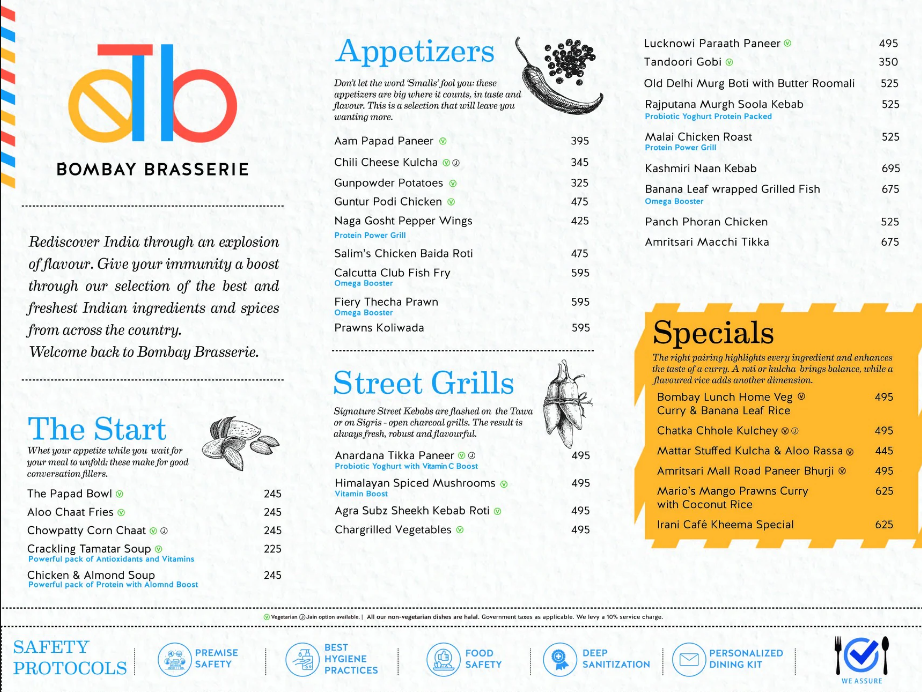 BOMBAY BRASSERIE
Rediscover India through an explosion
of flavour. Give your immunity a boost
through our selection of the best and
freshest Indian ingredients and spices
from across the country.
Welcome back to Bombay Brasserie.
The Start
Whet your appetite while you wait for
your meal to unfold; these make for good
conversation fillers.
The Papad Bowl V 245
Aloo Chaat Fries V 245
Chowpatty Corn Chaat V J 245
Crackling Tamatar Soup V 225
Powerful pack of Antioxidants and Vitamins
Chicken & Almond Soup 245
Powerful pack of Protein with Alomnd Boost
Appetizers
Don't let the word 'Smalls' fool you: these
appetizers are big where it counts, in taste and
flavour. This is a selection that will leave you
wanting more.
Aam Papad Paneer V 395
Chili Cheese Kulcha V J 345
Gunpowder Potatoes V 325
Guntur Podi Chicken V 475
Naga Gosht Pepper Wings 425
Protein Power Grill
Salim's Chicken Baida Roti 475
Calcutta Club Fish Fry 595
Omega Booster
Fiery Thecha Prawn 595
Omega Booster
Prawns Koliwada 595
Street Grills
Signature Street Kebabs are flashed on the Tawa
or on Sigris - open charcoal grills. The result is
always fresh, robust and flavourful.
Anardana Tikka Paneer V J 495
Probiotic Yoghurt with Vitamin C Boost
Himalayan Spiced Mushrooms V 495
Vitamin Boost
Agra Subz Sheekh Kebab Roti V 495
Chargrilled Vegetables V 495
Lucknowi Paraath Paneer V 495
Tandoori Gobi V 350
Old Delhi Murg Boti with Butter Roomali 525
Rajputana Murgh Soola Kebab 525
Probiotic Yoghurt Protein Packed
Malai Chicken Roast 525
Protein Power Grill
Kashmiri Naan Kebab 695
Banana Leaf wrapped Grilled Fish 675
Omega Booster
Panch Phoran Chicken 525
Amritsari Macchi Tikka 675
Specials
The right pairing highlights every ingredient and enhances
the taste of a curry. A roti or kulcha brings balance, while a
flavoured rice adds another dimension.
Bombay Lunch Home Veg V 495
Curry & Banana Leaf Rice
Chatka Chhole Kulchey V J 495
Mattar Stuffed Kulcha & Aloo Rassa V 445
Amritsari Mall Road Paneer Bhurji V 495
Mario's Mango Prawns Curry 625
with Coconut Rice
Irani Café Kheema Special 625
V Vegetarian J Jain option available. | All our non-vegetarian dishes are halal. Government taxes as applicable. We levy a 10% service charge.
SAFETY
PROTOCOLS
PREMISE
SAFETY
BEST
HYGIENE
PRACTICES
FOOD
SAFETY
DEEP
SANITIZATION
PERSONALIZED
DINING KIT
WE ASSURE